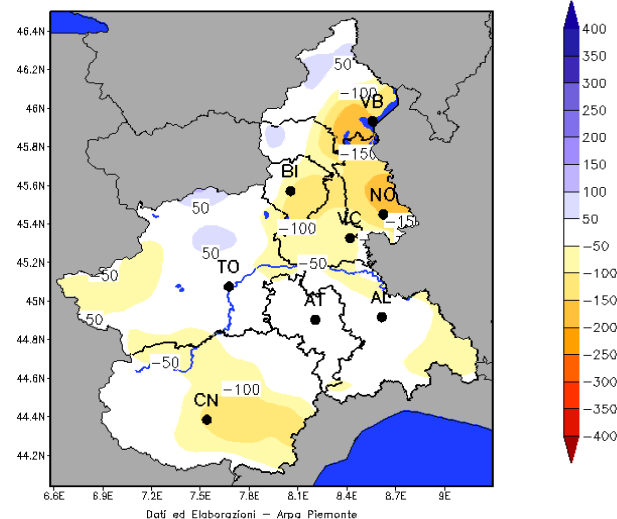 46.4N
46.2N
46N
45.8N
45.6N
45.4N
45.2N
45N
44.8N
44.6N
44.4N
44.2N
6.6E 6.9E 7.2E 7.5E 7.8E 8.1E 8.4E 8.7E 9E
50
-100
VB
-150
BI
NO
50
-15
VC
-100
50
-50
TO
-50
AT
AL
-50
-50
-100
CN
400
350
300
250
200
150
100
50
-50
-100
-150
-200
-250
-300
-350
-400
Dati ed Elaborazioni - Arpa Piemonte